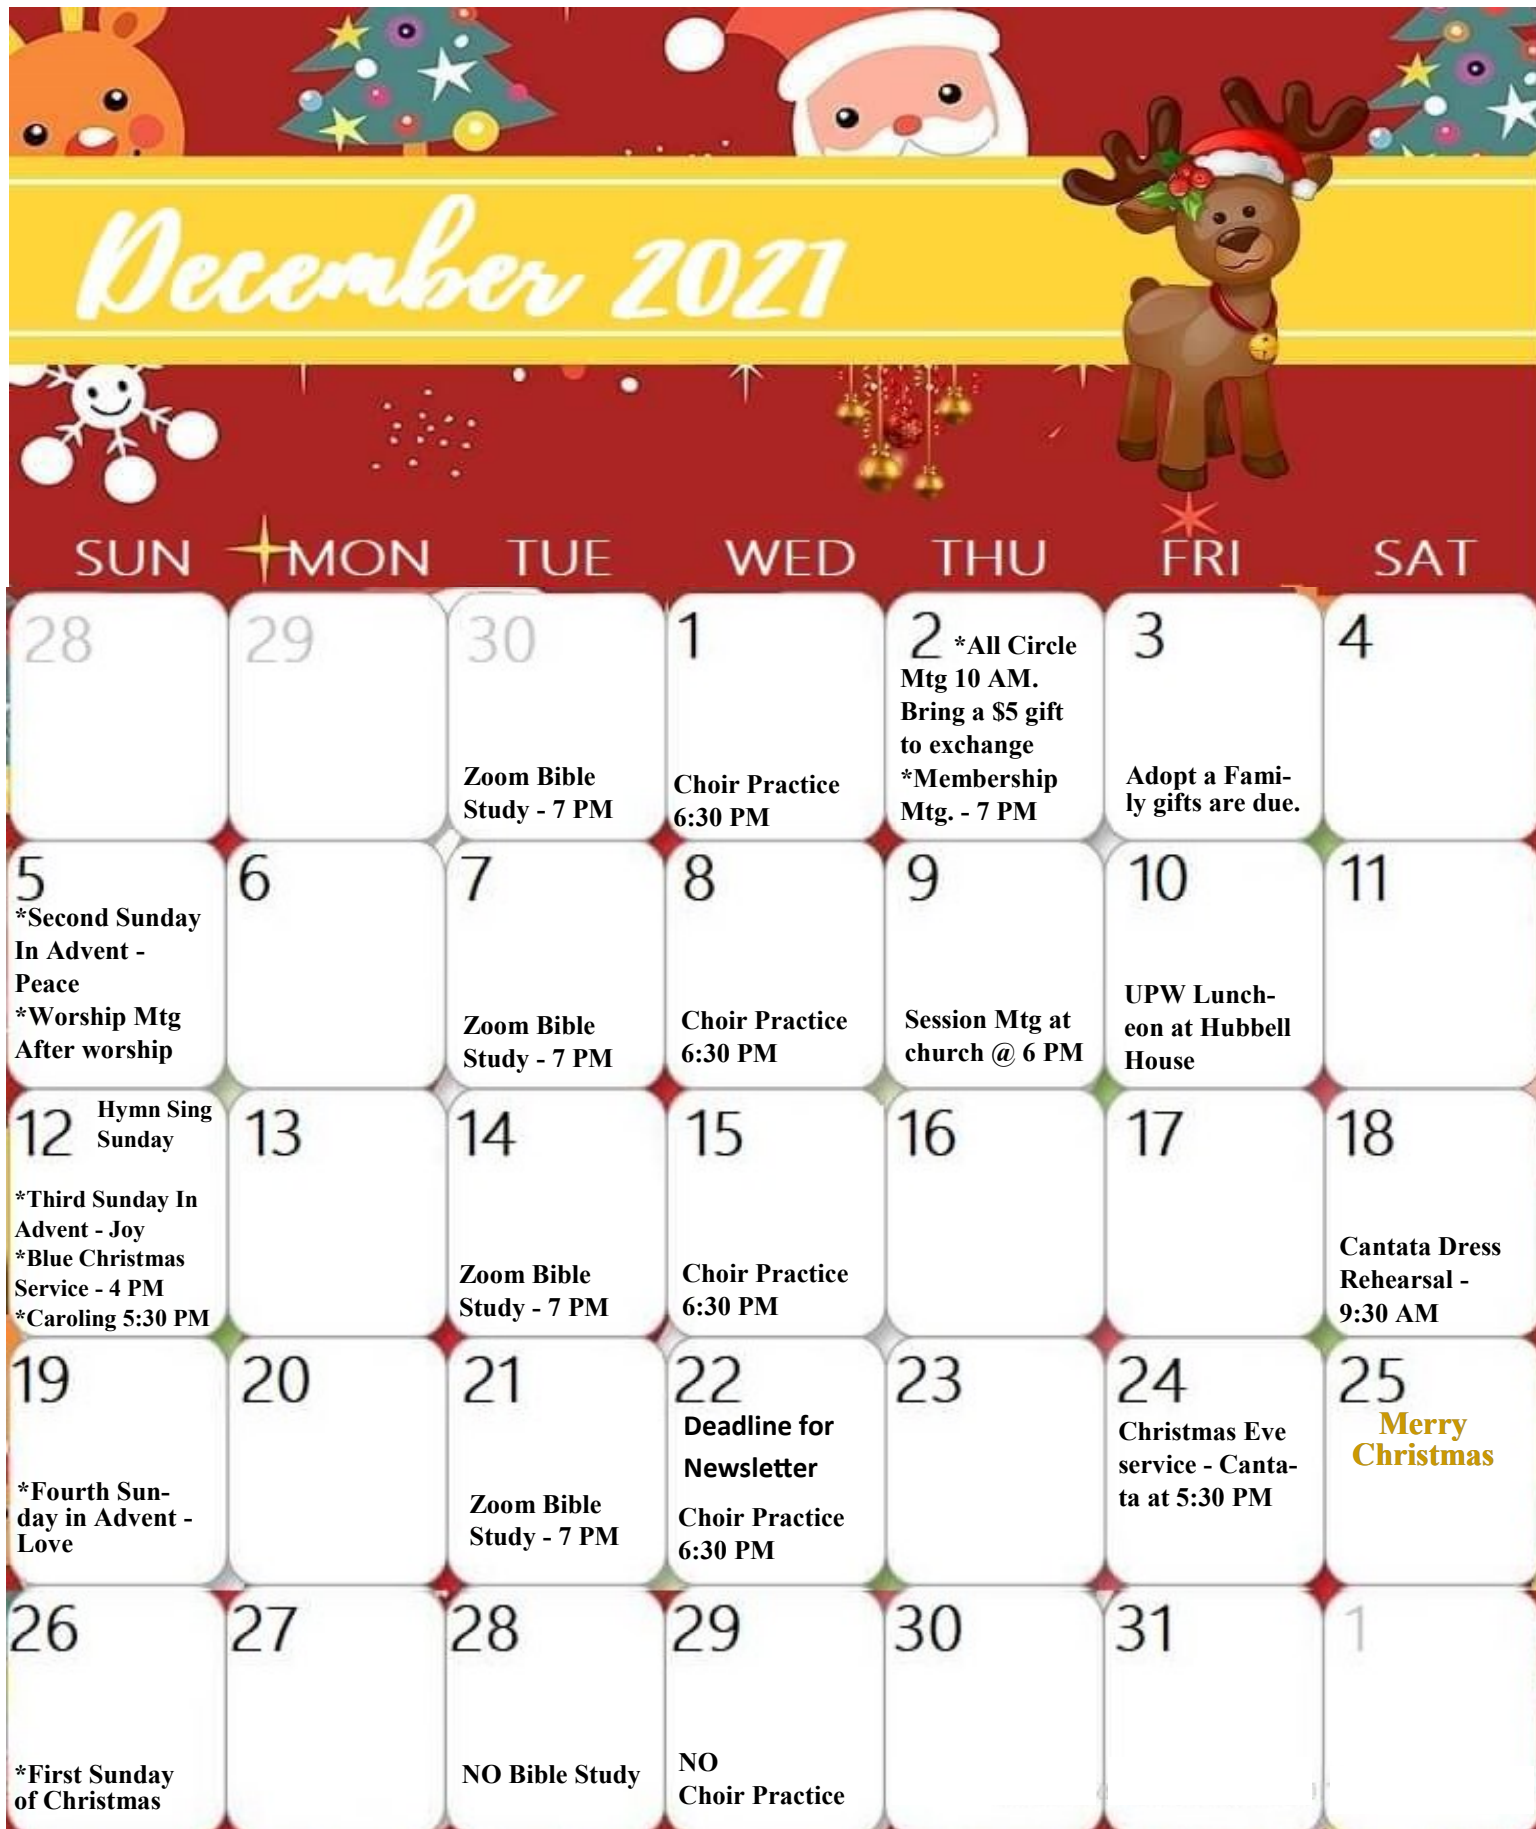 December 2021
SUN MON TUE WED THU FRI SAT
28
29
30
Zoom Bible
Study - 7 PM
1
Choir Practice
6:30 PM
2 *All Circle
Mtg 10 AM.
Bring a $5 gift
to exchange
*Membership
Mtg. - 7 PM
3
Adopt a Fami-
ly gifts are due.
4
5
*Second Sunday
In Advent -
Peace
*Worship Mtg
After worship
6
7
Zoom Bible
Study - 7 PM
8
Choir Practice
6:30 PM
9
Session Mtg at
church @ 6 PM
10
UPW Lunch-
eon at Hubbell
House
11
12 Hymn Sing
Sunday
*Third Sunday In
Advent - Joy
*Blue Christmas
Service - 4 PM
*Caroling 5:30 PM
13
14
Zoom Bible
Study - 7 PM
15
Choir Practice
6:30 PM
16
17
18
Cantata Dress
Rehearsal -
9:30 AM
19
*Fourth Sun-
day in Advent -
Love
20
21
Zoom Bible
Study - 7 PM
22
Deadline for
Newsletter
Choir Practice
6:30 PM
23
24
Christmas Eve
service - Canta-
ta at 5:30 PM
25
Merry
Christmas
26
*First Sunday
of Christmas
27
28
NO Bible Study
29
NO
Choir Practice
30
31
1